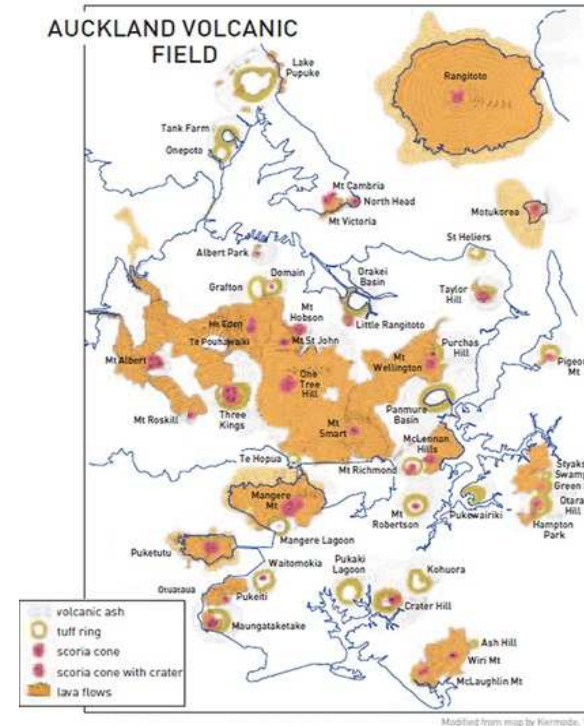 AUCKLAND VOLCANIC
FIELD
Lake
Pupuke
Rangitoto
Tank Farm
Onepoto
Mt Cambria
North Head
Mt Victoria
Motukorea
St Heliers
Albert Park
Domain
Grafton
Orakei
Basin
Taylor
Hill
Mt
Hobson
Mt Eden
Little Rangitoto
Te Pouhawaiki
Mt St John
Purchas
Hill
Mt Albert
Mt
Wellington
Pigeon
Mt
One
Tree
Hill
Mt Roskill
Three
Kings
Panmure
Basin
Mt
Smart
McLennan
Hills
Te Hopua
Mt Richmond
Styaks
Swamp
Green
Mangere
Mt
Otara
Hill
Mt
Robertson
Pukewairiki
Hampton
Park
Mangere Lagoon
Puketutu
Waitomokia
Pukaki
Lagoon
Kohuora
Otuataua
Pukeiti
Crater Hill
Maungataketake
Ash Hill
Wiri Mt
McLaughlin Mt
volcanic ash
tuff ring
scoria cone
scoria cone with crater
lava flows
Modified from map by Kermode,